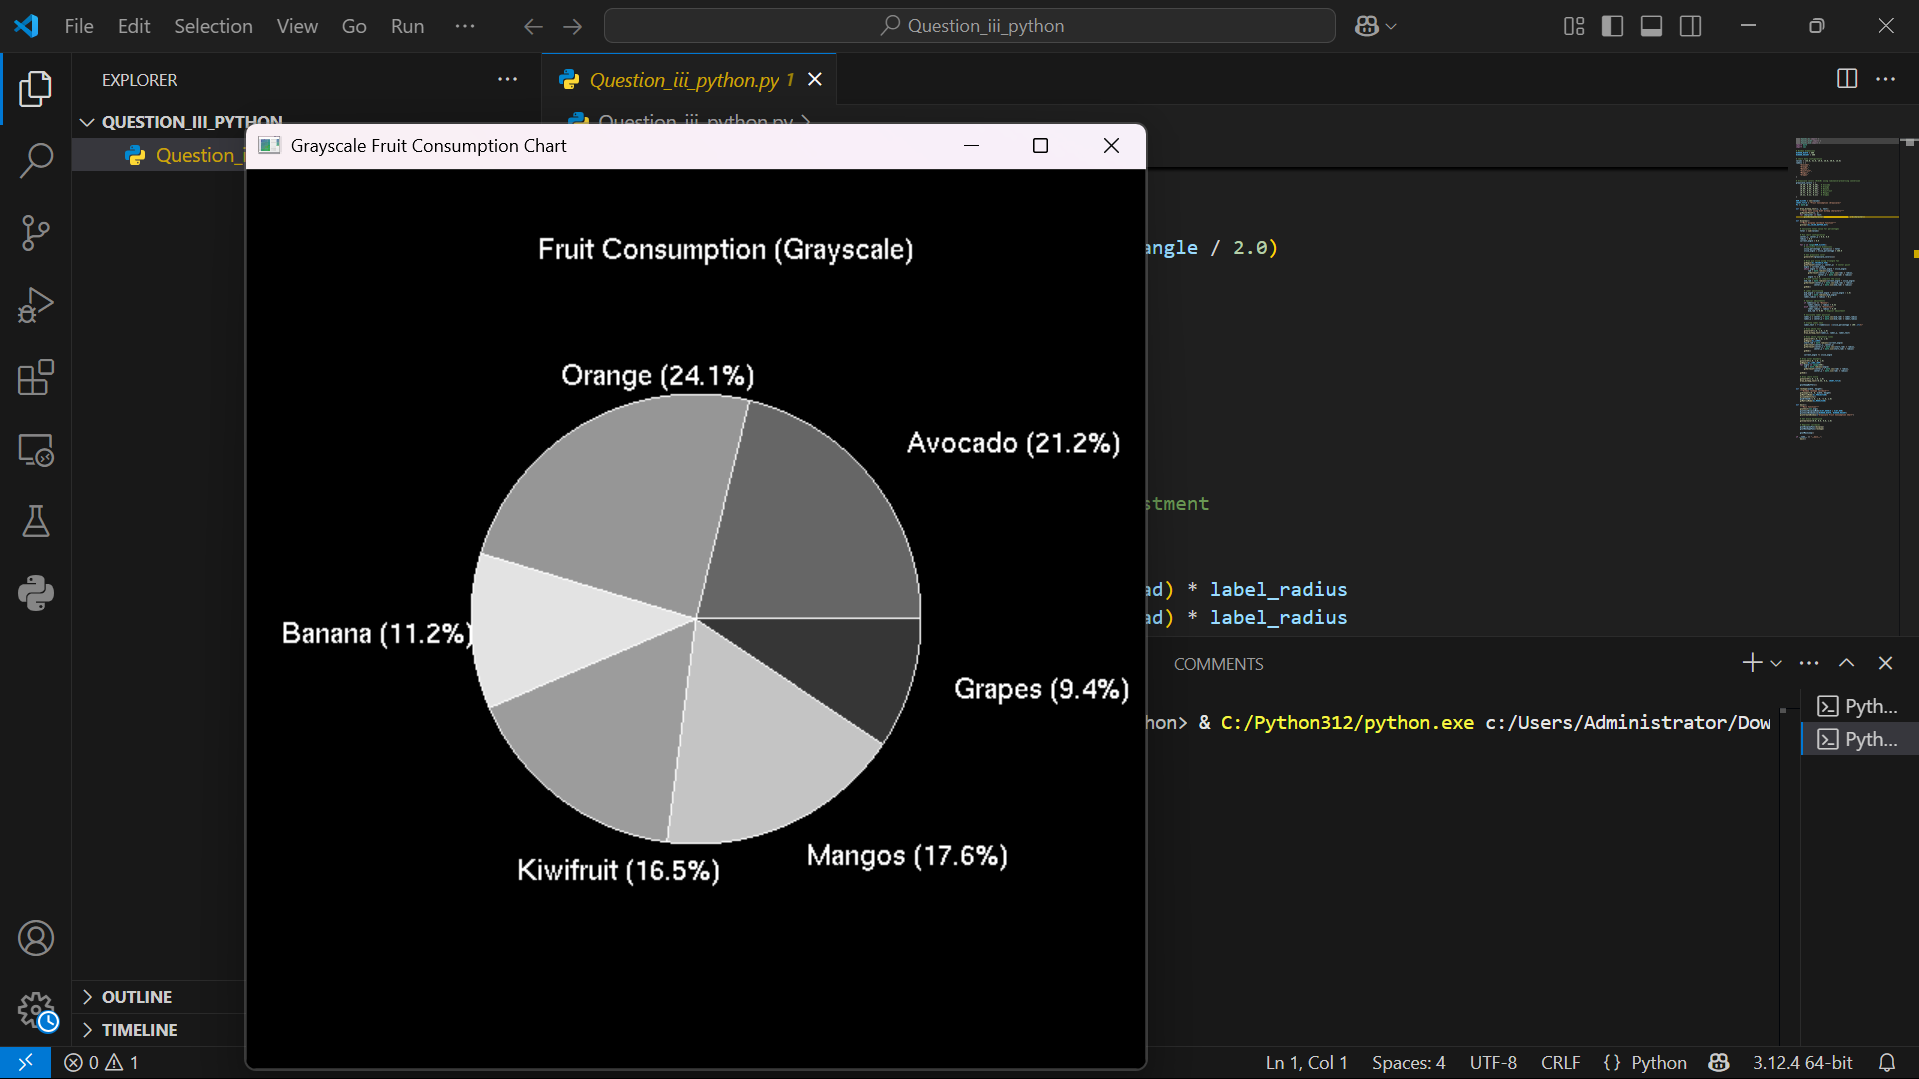 File Edit Selection View Go Run ···
Question_iii_python
EXPLORER
QUESTION_III_PYTHON
Question_i
Question_iii_python.py 1
Question_iii_python.py
Grayscale Fruit Consumption Chart
Fruit Consumption (Grayscale)
Orange (24.1%)
Avocado (21.2%)
Banana (11.2%)
Grapes (9.4%)
Kiwifruit (16.5%)
Mangos (17.6%)
angle / 2.0)
stment
ad) * label_radius
ad) * label_radius
COMMENTS
hon> & C:/Python312/python.exe c:/Users/Administrator/Dow
Pyth...
Pyth...
OUTLINE
TIMELINE
0 1
Ln 1, Col 1 Spaces: 4 UTF-8 CRLF {} Python 3.12.4 64-bit